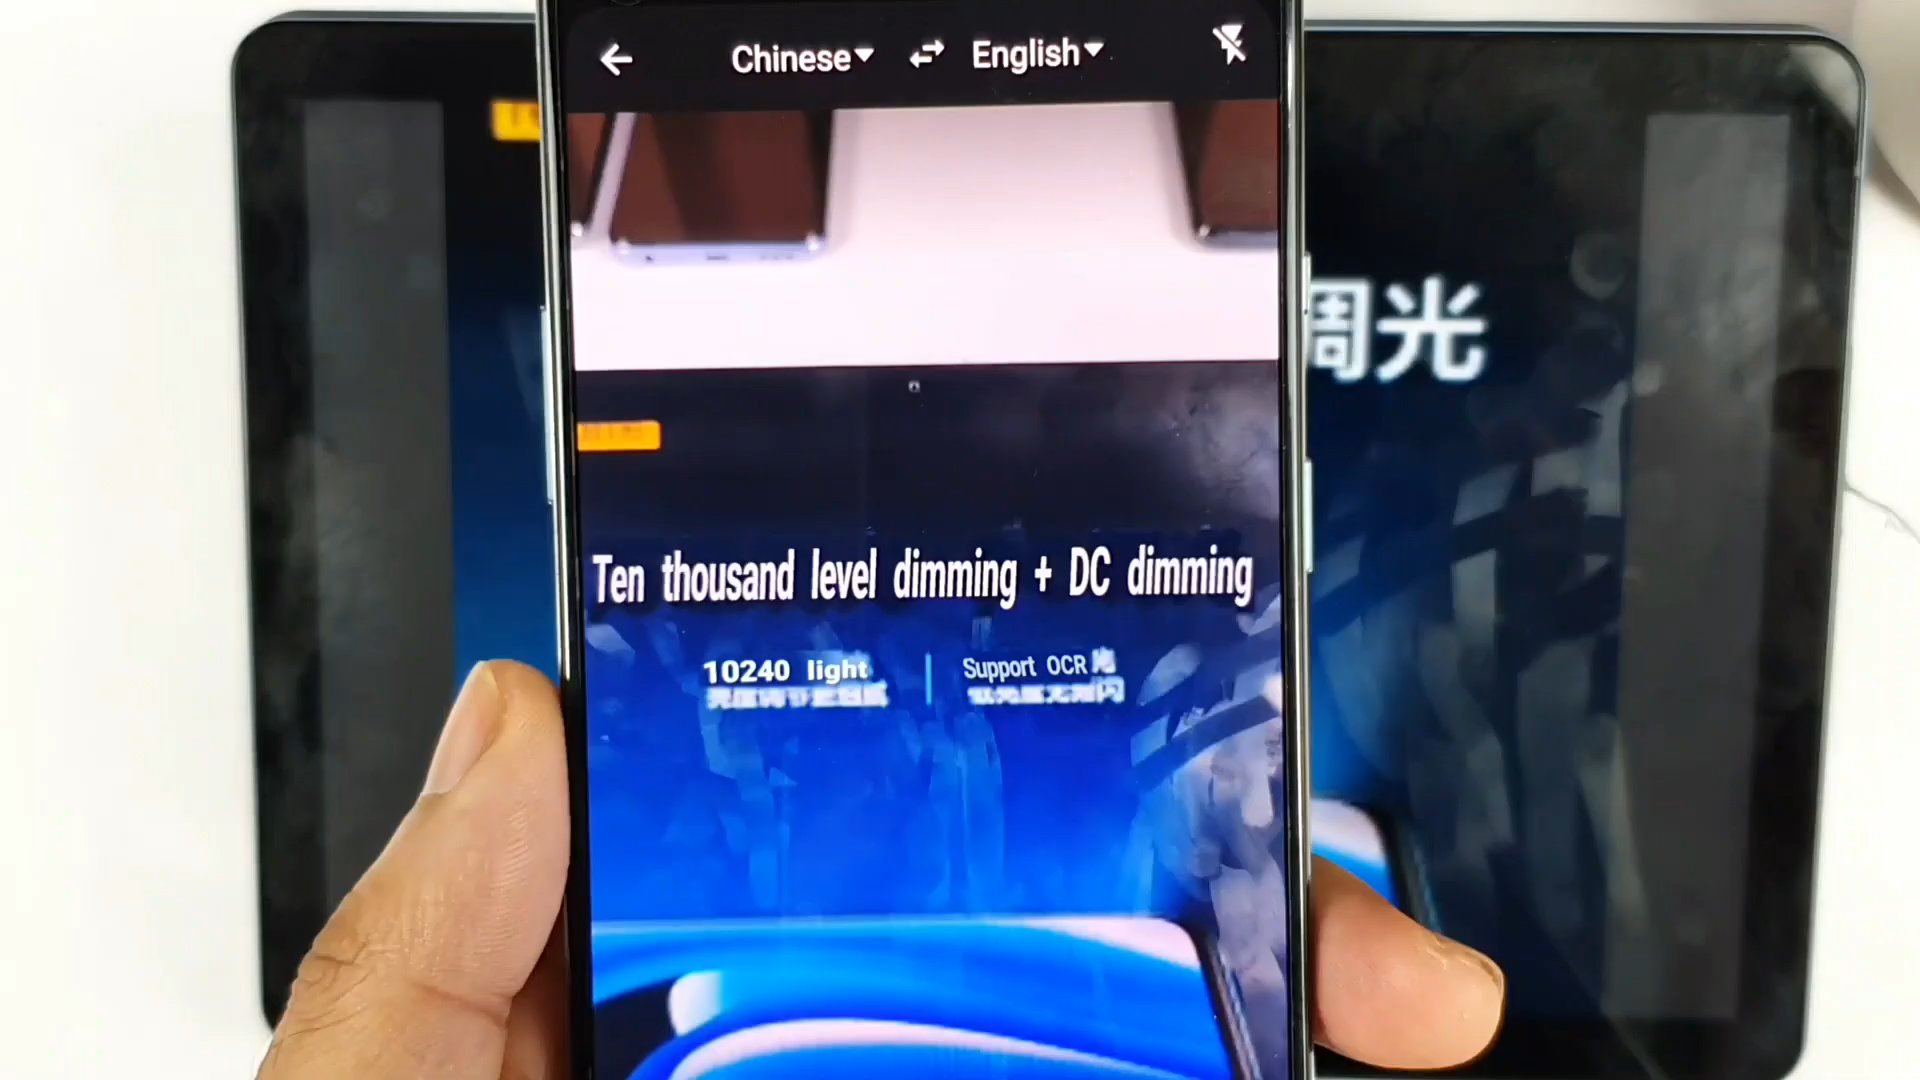 Chinese English
调光
Ten thousand level dimming + DC dimming
10240 light
Support OCR